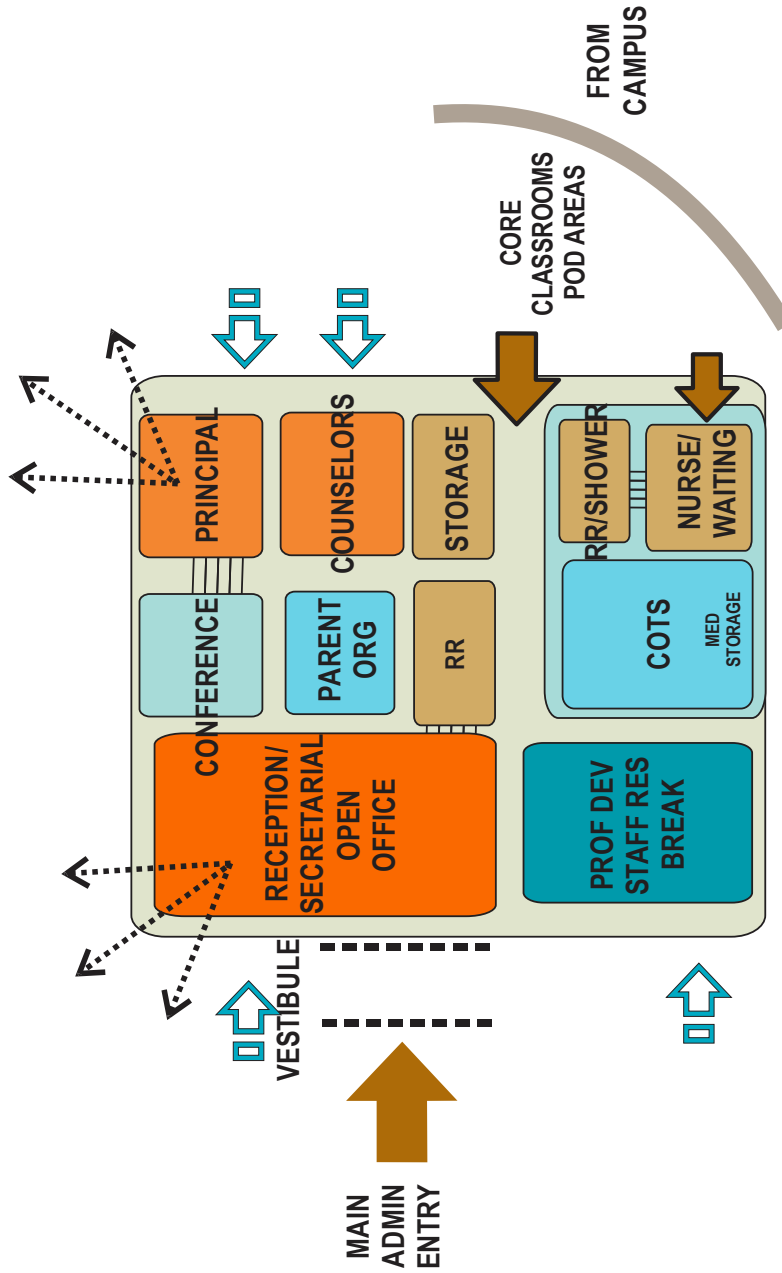 MAIN
ADMIN
ENTRY
VESTIBULE
RECEPTION/
SECRETARIAL
OPEN
OFFICE
PROF DEV
STAFF RES
BREAK
CONFERENCE
PARENT
ORG
RR
COTS
MED
STORAGE
PRINCIPAL
COUNSELORS
STORAGE
RR/SHOWER
NURSE/
WAITING
CORE
CLASSROOMS
POD AREAS
FROM
CAMPUS